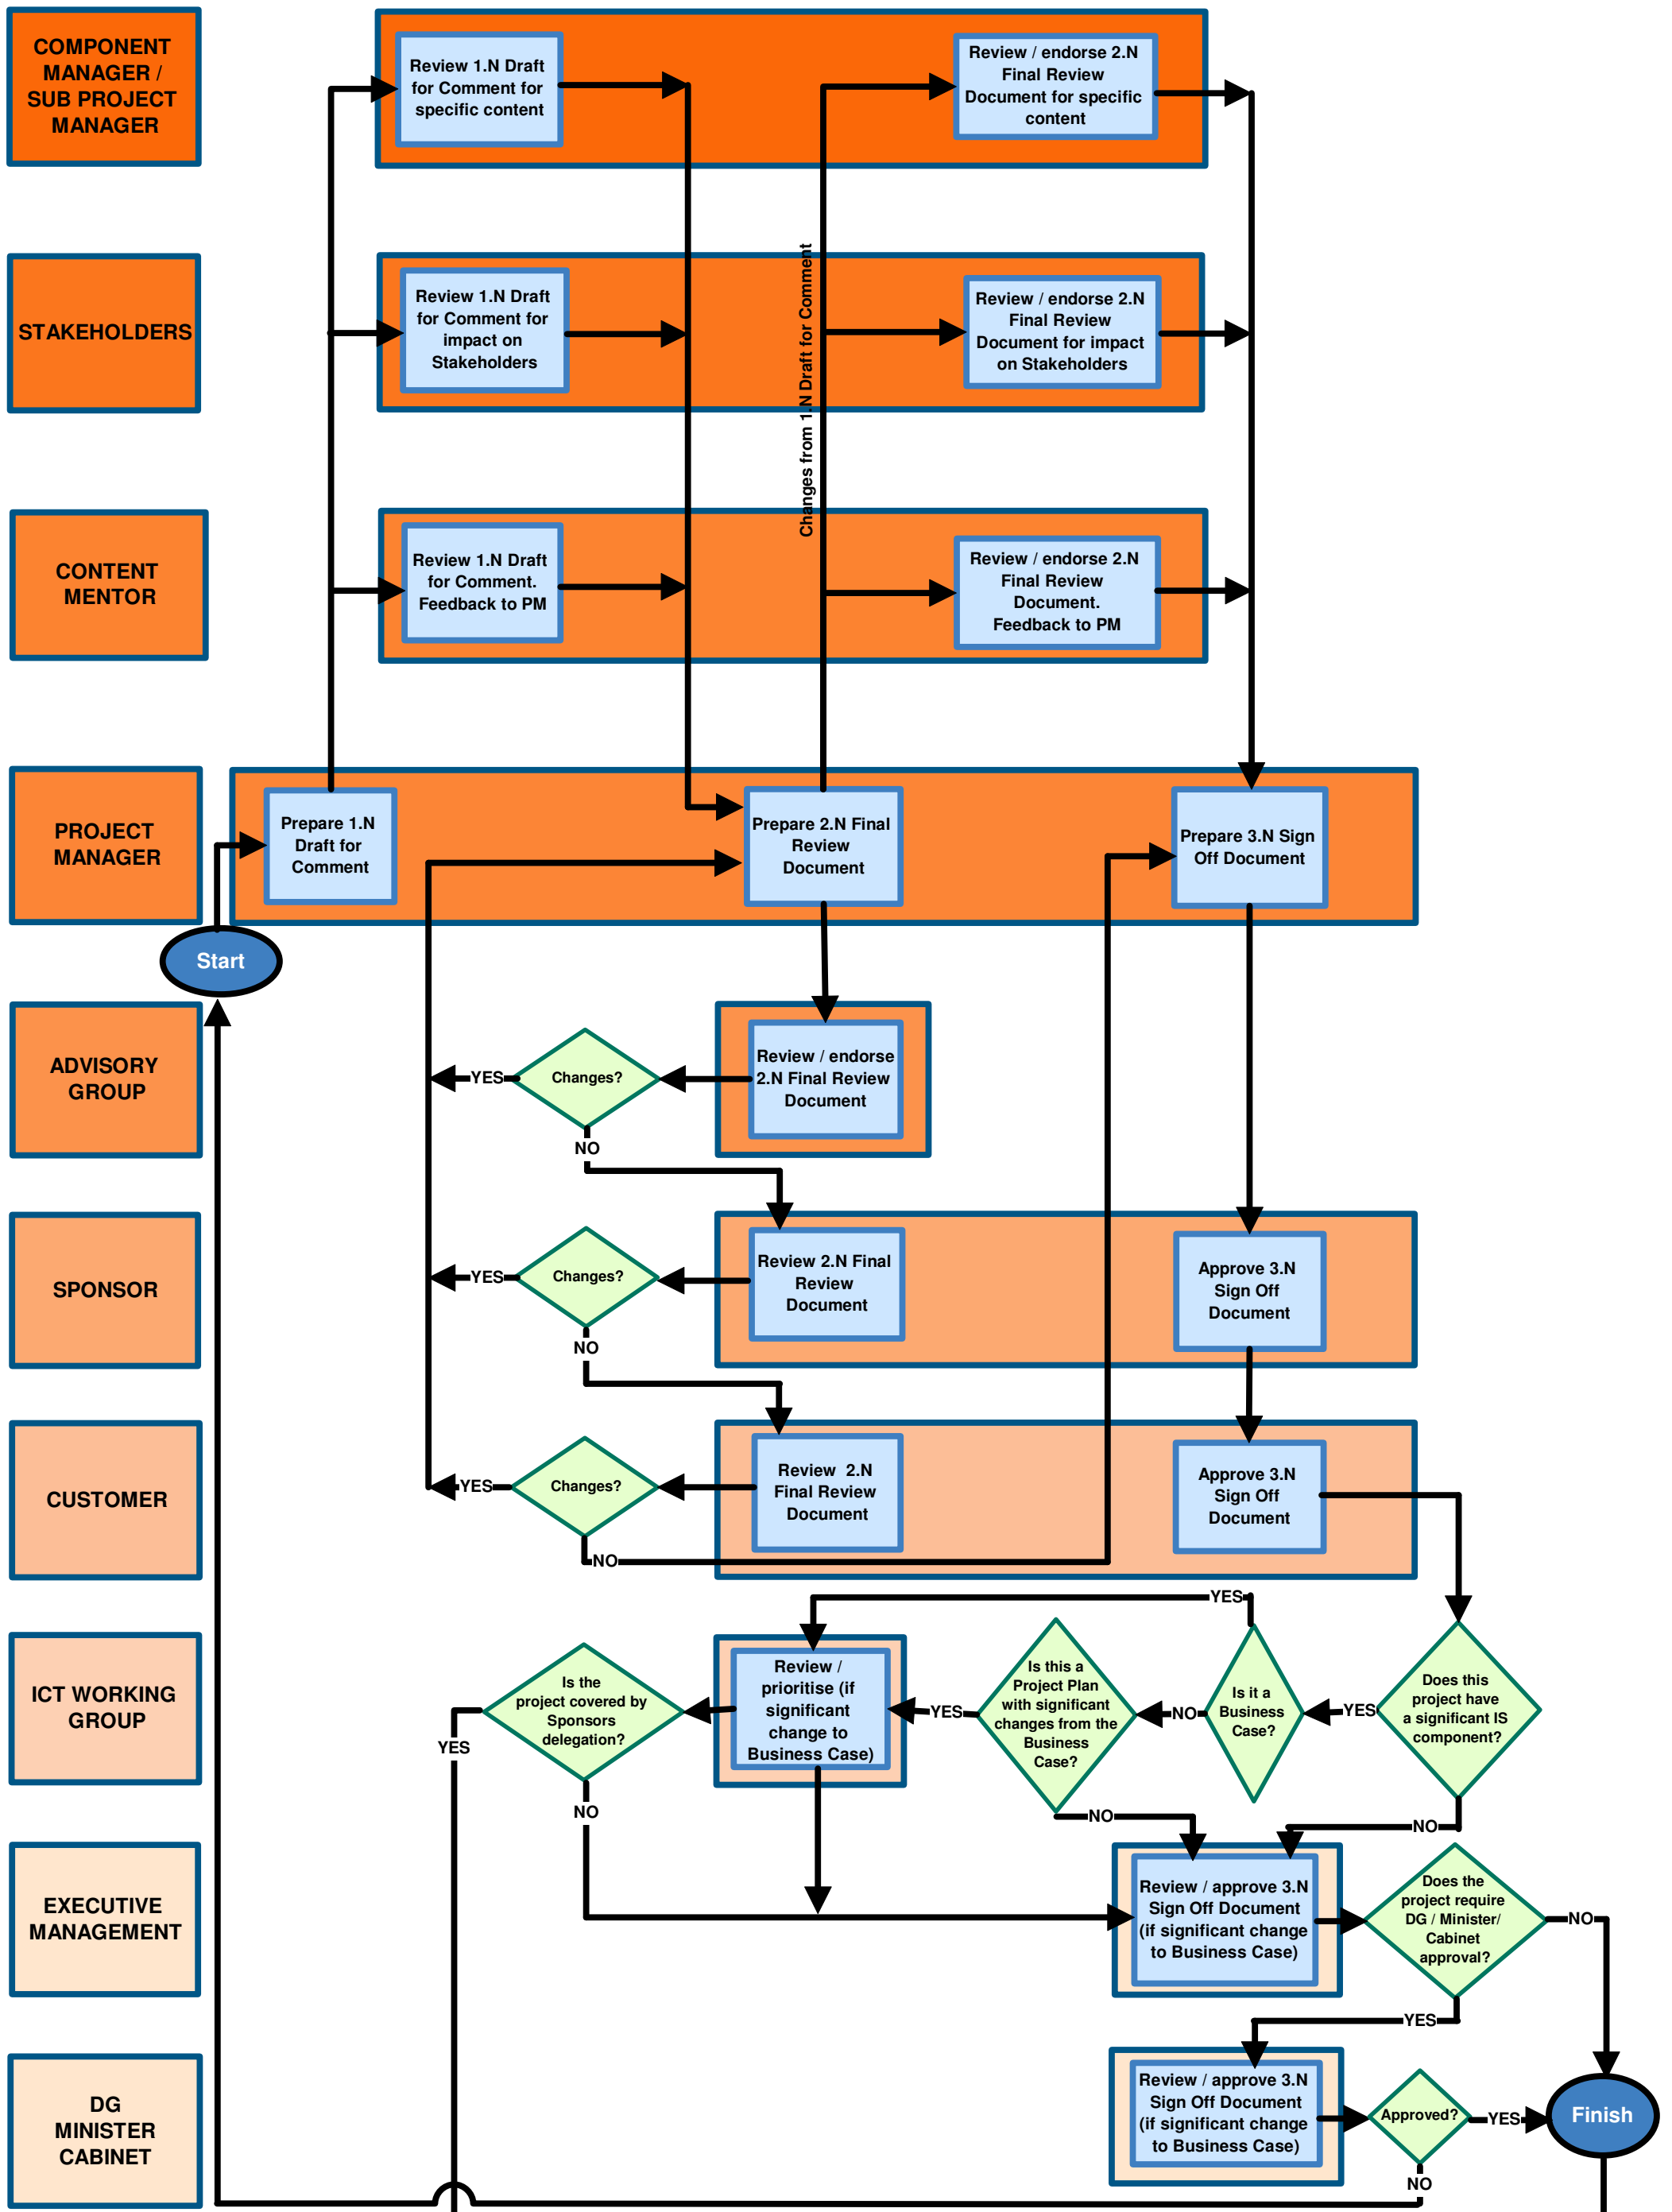 COMPONENT
MANAGER /
SUB PROJECT
MANAGER
Review 1.N Draft
for Comment for
specific content
Review / endorse 2.N
Final Review
Document for specific
content
STAKEHOLDERS
Review 1.N Draft
for Comment for
impact on
Stakeholders
Changes from 1.N Draft for Comment
Review / endorse 2.N
Final Review
Document for impact
on Stakeholders
CONTENT
MENTOR
Review 1.N Draft
for Comment.
Feedback to PM
Review / endorse 2.N
Final Review
Document.
Feedback to PM
PROJECT
MANAGER
Prepare 1.N
Draft for
Comment
Prepare 2.N Final
Review
Document
Prepare 3.N Sign
Off Document
Start
ADVISORY
GROUP
YES
Changes?
Review / endorse
2.N Final Review
Document
NO
SPONSOR
YES
Changes?
Review 2.N Final
Review
Document
Approve 3.N
Sign Off
Document
NO
CUSTOMER
YES
Changes?
Review 2.N
Final Review
Document
Approve 3.N
Sign Off
Document
NO
YES
ICT WORKING
GROUP
Is the
project covered by
Sponsors
delegation?
Review /
prioritise (if
significant
change to
Business Case)
YES
Is this a
Project Plan
with significant
changes from the
Business
Case?
NO
Is it a
Business
Case?
YES
Does this
project have
a significant IS
component?
YES
NO
NO
NO
EXECUTIVE
MANAGEMENT
Review / approve 3.N
Sign Off Document
(if significant change
to Business Case)
Does the
project require
DG / Minister/
Cabinet
approval?
NO
YES
DG
MINISTER
CABINET
Review / approve 3.N
Sign Off Document
(if significant change
to Business Case)
Approved?
YES
Finish
NO